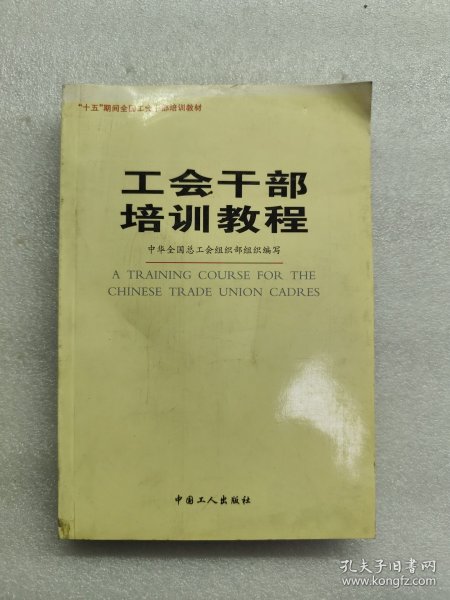 “十五”期间全国工会干部培训教材
工会干部
培训教程
中华全国总工会组织部组织编写
A TRAINING COURSE FOR THE
CHINESE TRADE UNION CADRES
中国工人出版社
孔夫子旧书网
www.kongfz.com